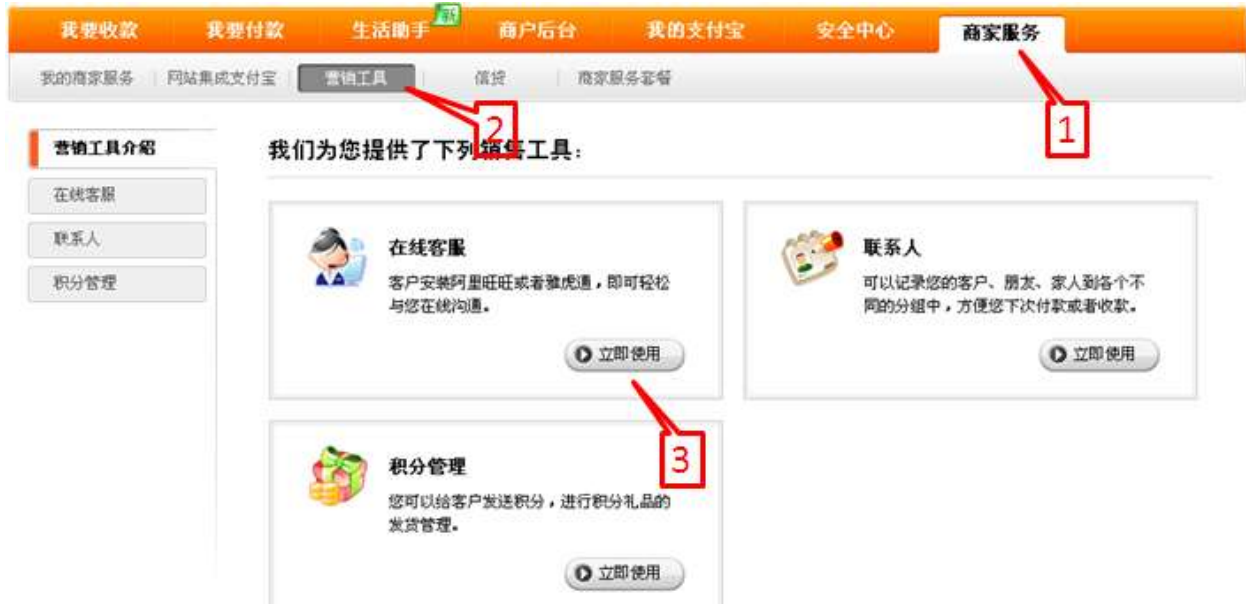 我要收款 我要付款 生活助手 新 商户后台 我的支付宝 安全中心 商家服务
我的商家服务 网站集成支付宝 营销工具 信贷 商家服务套餐
1
2
营销工具介绍
我们为您提供了下列销售工具:
在线客服
联系人
积分管理
在线客服
客户安装阿里旺旺或者雅虎通，即可轻松
与您在线沟通。
立即使用
联系人
可以记录您的客户、朋友、家人到各个不
同的分组中，方便您下次付款或者收款。
立即使用
3
积分管理
您可以给客户发送积分，进行积分礼品的
发货管理。
立即使用